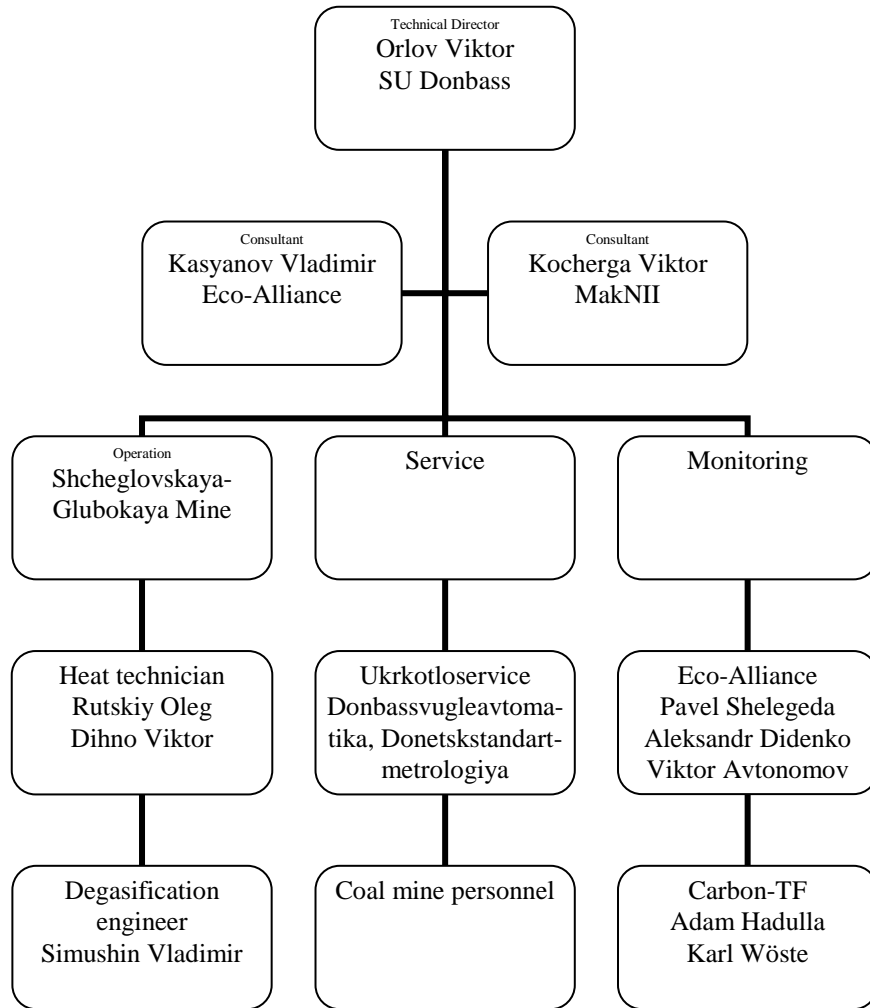 Technical Director
Orlov Viktor
SU Donbass
Consultant
Kasyanov Vladimir
Eco-Alliance
Consultant
Kocherga Viktor
MakNII
Operation
Shcheglovskaya-
Glubokaya Mine
Service
Monitoring
Heat technician
Rutskiy Oleg
Dihno Viktor
Ukrkotloservice
Donbassvugleavtoma-
tika, Donetskstandart-
metrologiya
Eco-Alliance
Pavel Shelegeda
Aleksandr Didenko
Viktor Avtonomov
Degasification
engineer
Simushin Vladimir
Coal mine personnel
Carbon-TF
Adam Hadulla
Karl Wöste